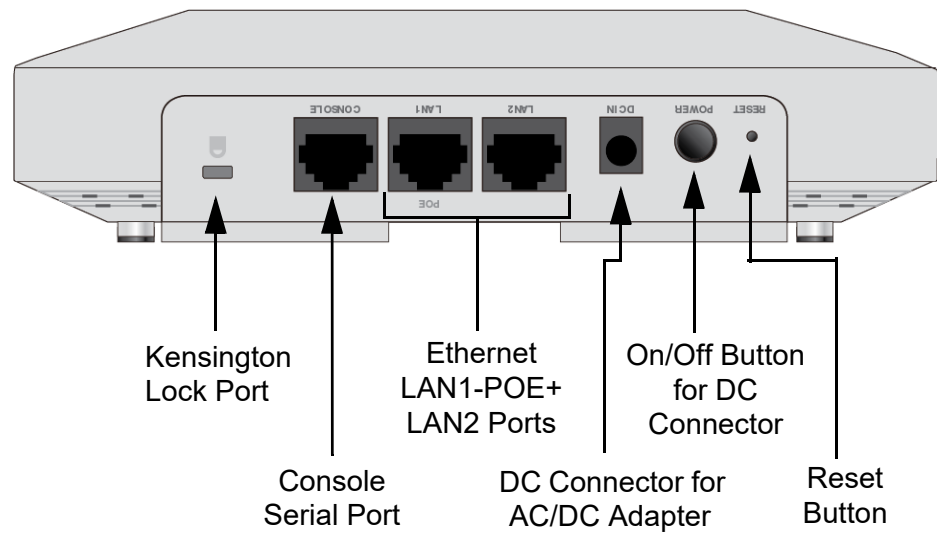 CONSOLE
LAN1
LAN2
DC IN
POWER
RESET
POE
Kensington
Lock Port
Ethernet
LAN1-POE+
LAN2 Ports
On/Off Button
for DC
Connector
Console
Serial Port
DC Connector for
AC/DC Adapter
Reset
Button